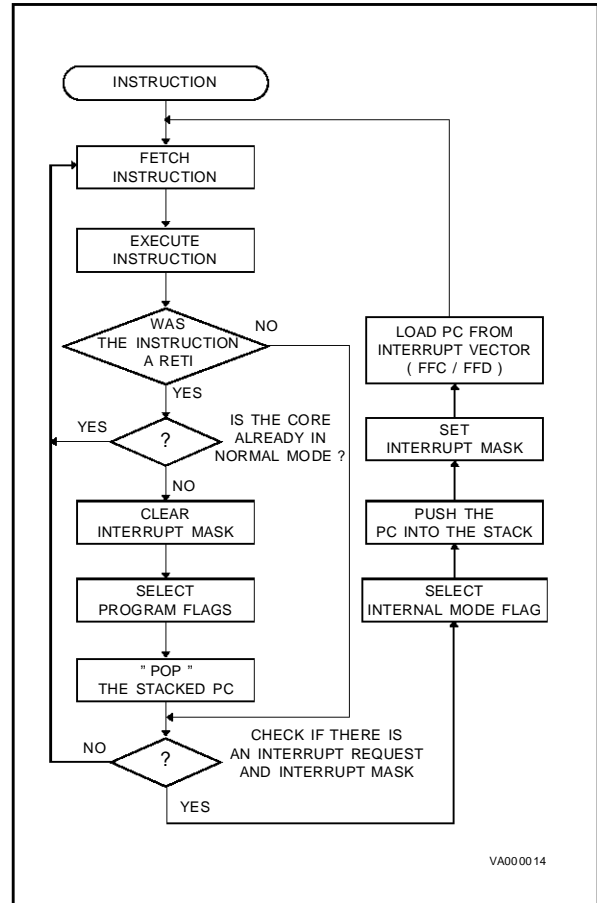 INSTRUCTION
FETCH
INSTRUCTION
EXECUTE
INSTRUCTION
WAS
THE INSTRUCTION
A RETI
NO
YES
?
IS THE CORE
ALREADY IN
NORMAL MODE ?
YES
NO
CLEAR
INTERRUPT MASK
SELECT
PROGRAM FLAGS
" POP "
THE STACKED PC
?
CHECK IF THERE IS
AN INTERRUPT REQUEST
AND INTERRUPT MASK
NO
YES
SELECT
INTERNAL MODE FLAG
PUSH THE
PC INTO THE STACK
SET
INTERRUPT MASK
LOAD PC FROM
INTERRUPT VECTOR
( FFC / FFD )
VA000014